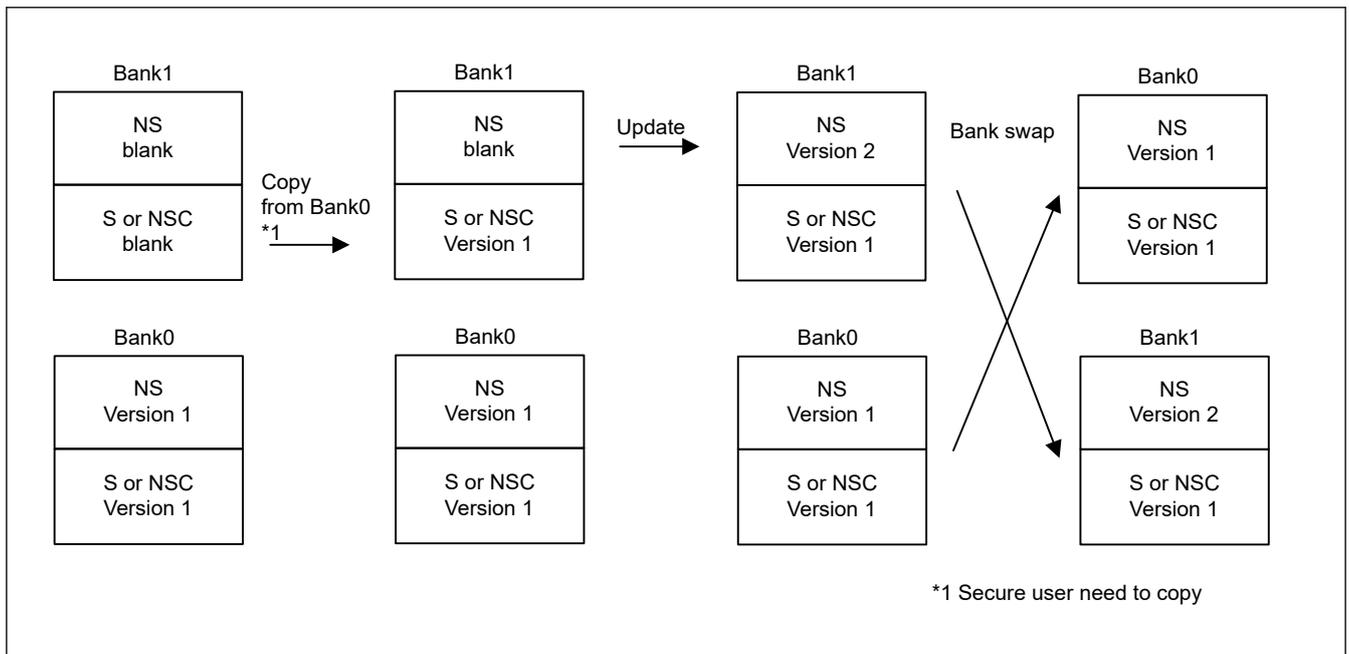 Bank1
NS
blank
S or NSC
blank
Copy
from Bank0
*1
Bank1
NS
blank
S or NSC
Version 1
Update
Bank1
NS
Version 2
S or NSC
Version 1
Bank swap
Bank0
NS
Version 1
S or NSC
Version 1
Bank0
NS
Version 1
S or NSC
Version 1
Bank0
NS
Version 1
S or NSC
Version 1
Bank0
NS
Version 1
S or NSC
Version 1
Bank1
NS
Version 2
S or NSC
Version 1
*1 Secure user need to copy